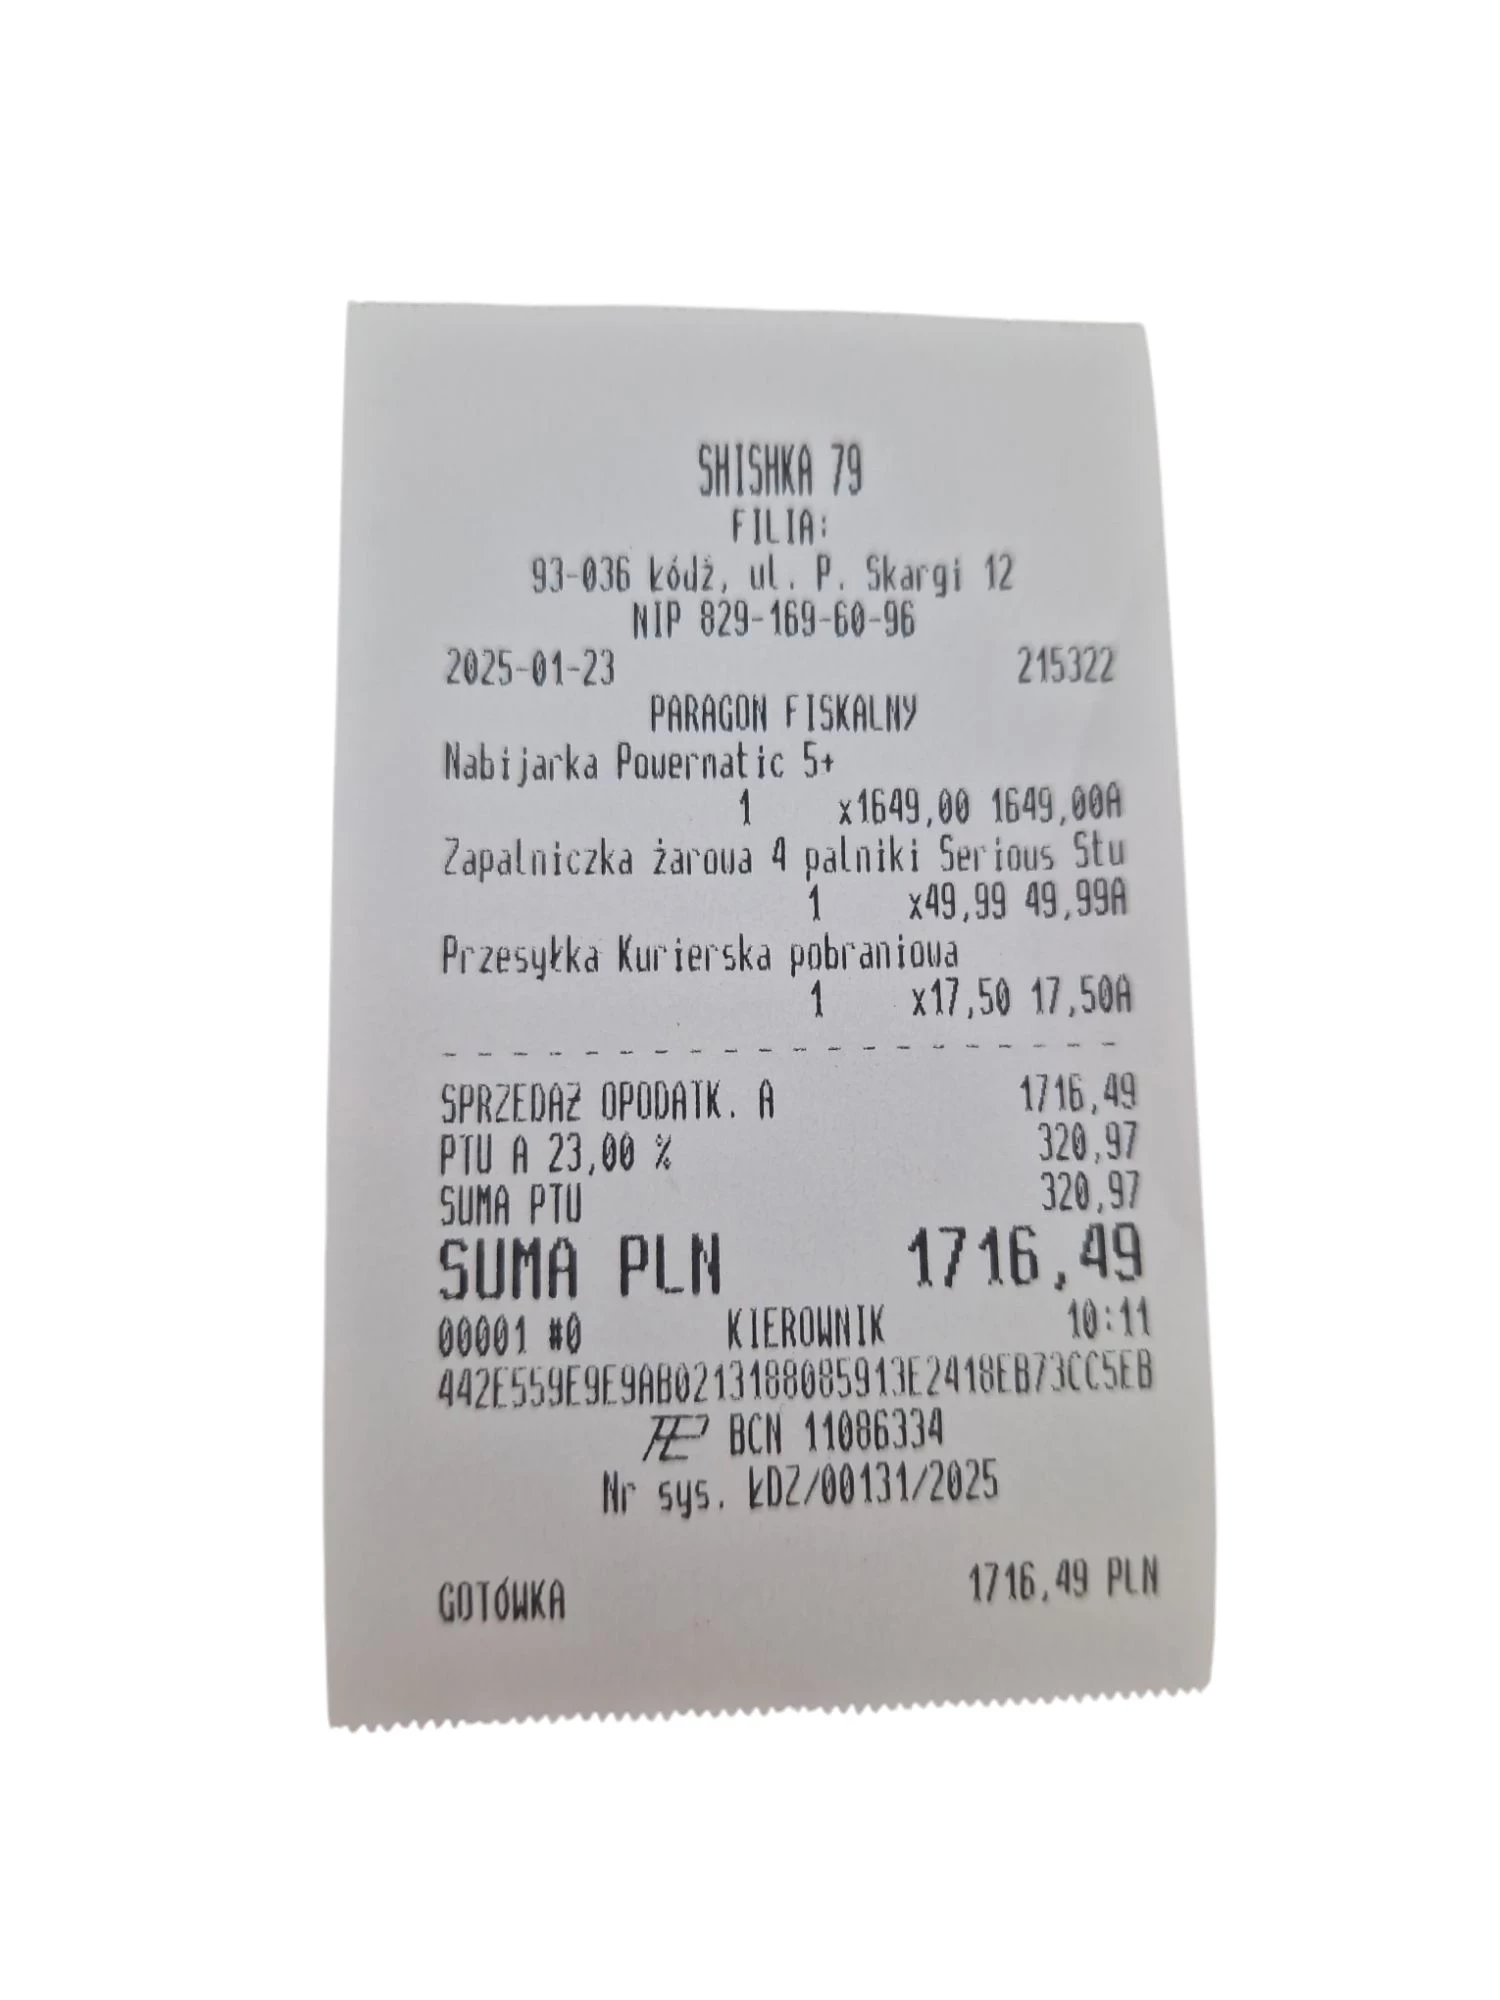 SHISHKA 79
FILIA:
93-036 Łódź, ul. P. Skargi 12
NIP 829-169-60-96
2025-01-23 215322
PARAGON FISKALNY
Nabijarka Powermatic 5+
1 x1649,00 1649,00A
Zapalniczka żarowa 4 palniki Serious Stu
1 x49,99 49,99A
Przesyłka Kurierska pobraniowa
1 x17,50 17,50A
SPRZEDAŻ OPODATK. A 1716,49
PTU A 23,00 % 320,97
SUMA PTU 320,97
SUMA PLN 1716,49
00001 #0 KIEROWNIK 10:11
442E559E9E9AB0213188085913E2418EB73CC5EB
BCN 11086334
Nr sys. ŁDZ/00131/2025
GOTÓWKA 1716,49 PLN